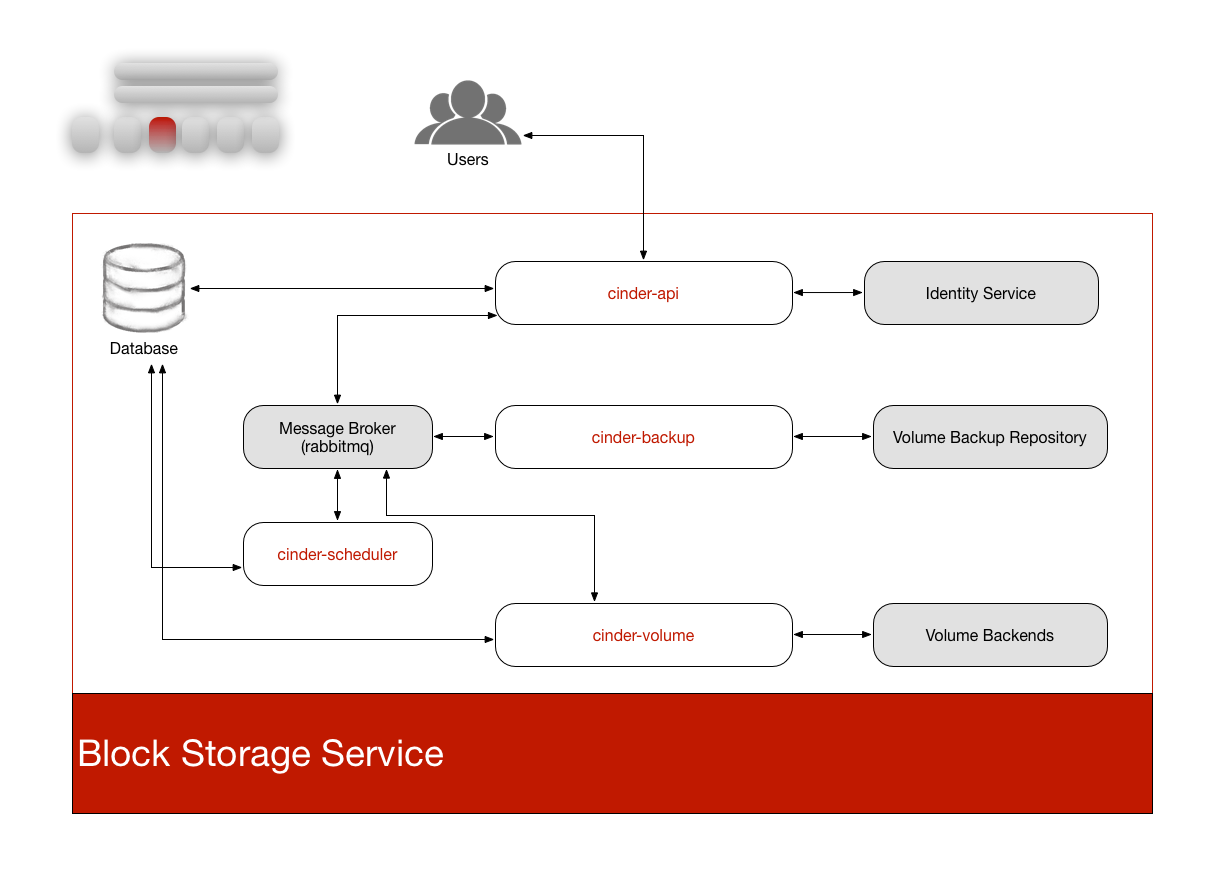 Users
cinder-api
Identity Service
Database
Message Broker
(rabbitmq)
cinder-backup
Volume Backup Repository
cinder-scheduler
cinder-volume
Volume Backends
Block Storage Service